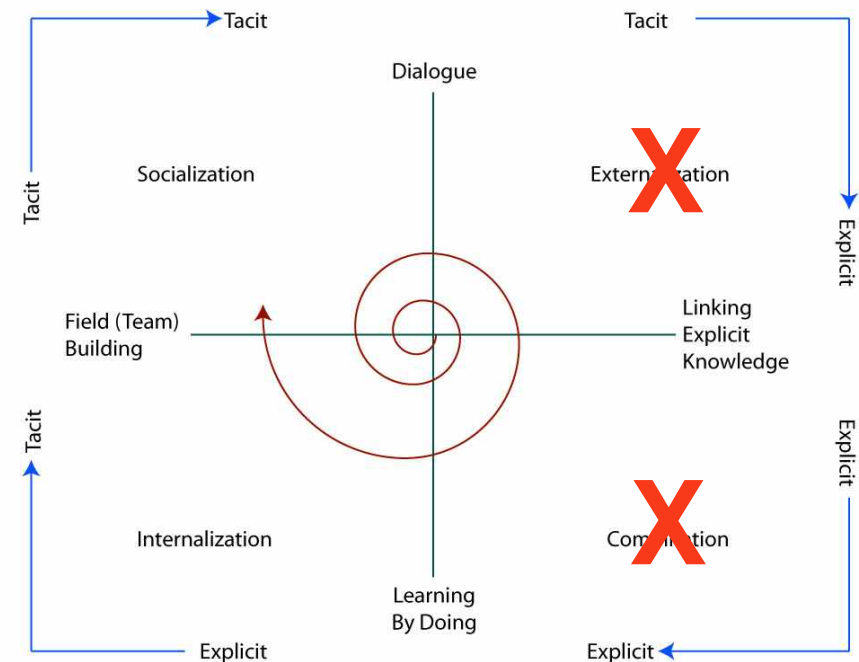 Tacit
Tacit
Dialogue
Socialization
X
Tacit
Explicit
Field (Team)
Building
Linking
Explicit
Knowledge
Tacit
Explicit
Internalization
X
Learning
By Doing
Explicit
Explicit